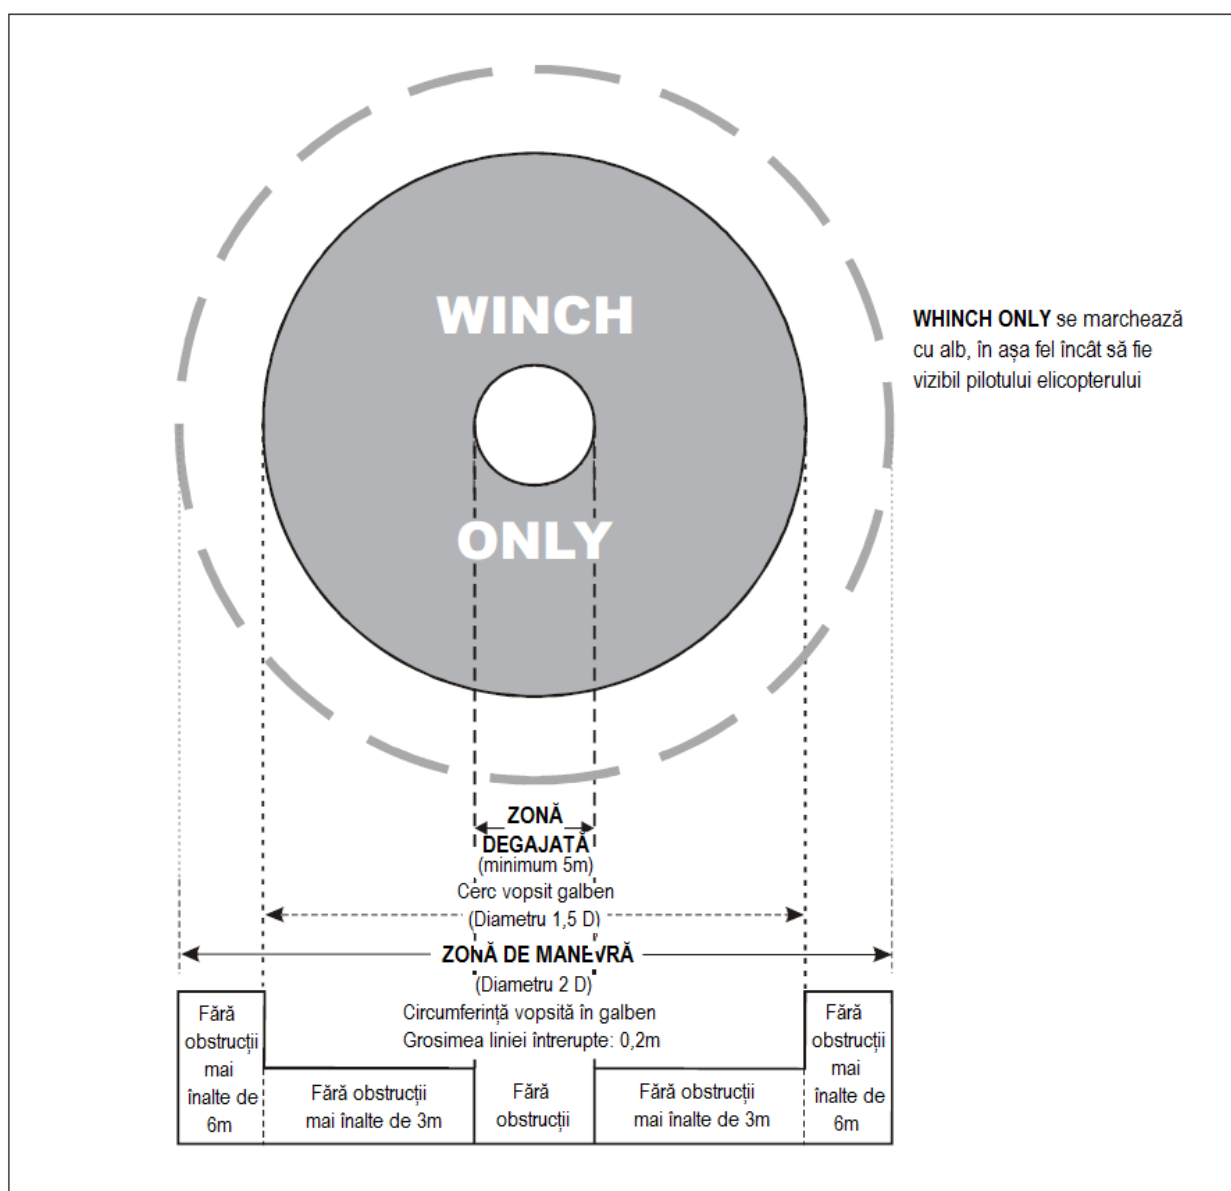 WINCH
ONLY
WHINCH ONLY se marchează
cu alb, în așa fel încât să fie
vizibil pilotului elicopterului
ZONĂ
DEGAJATĂ
(minimum 5m)
Cerc vopsit galben
(Diametru 1,5 D)
ZONĂ DE MANEVRĂ
(Diametru 2 D)
Circumferință vopsită în galben
Grosimea liniei întrerupte: 0,2m
Fără
obstrucții
mai
înalte de
6m
Fără obstrucții
mai înalte de 3m
Fără
obstrucții
Fără obstrucții
mai înalte de 3m
Fără
obstrucții
mai
înalte de
6m